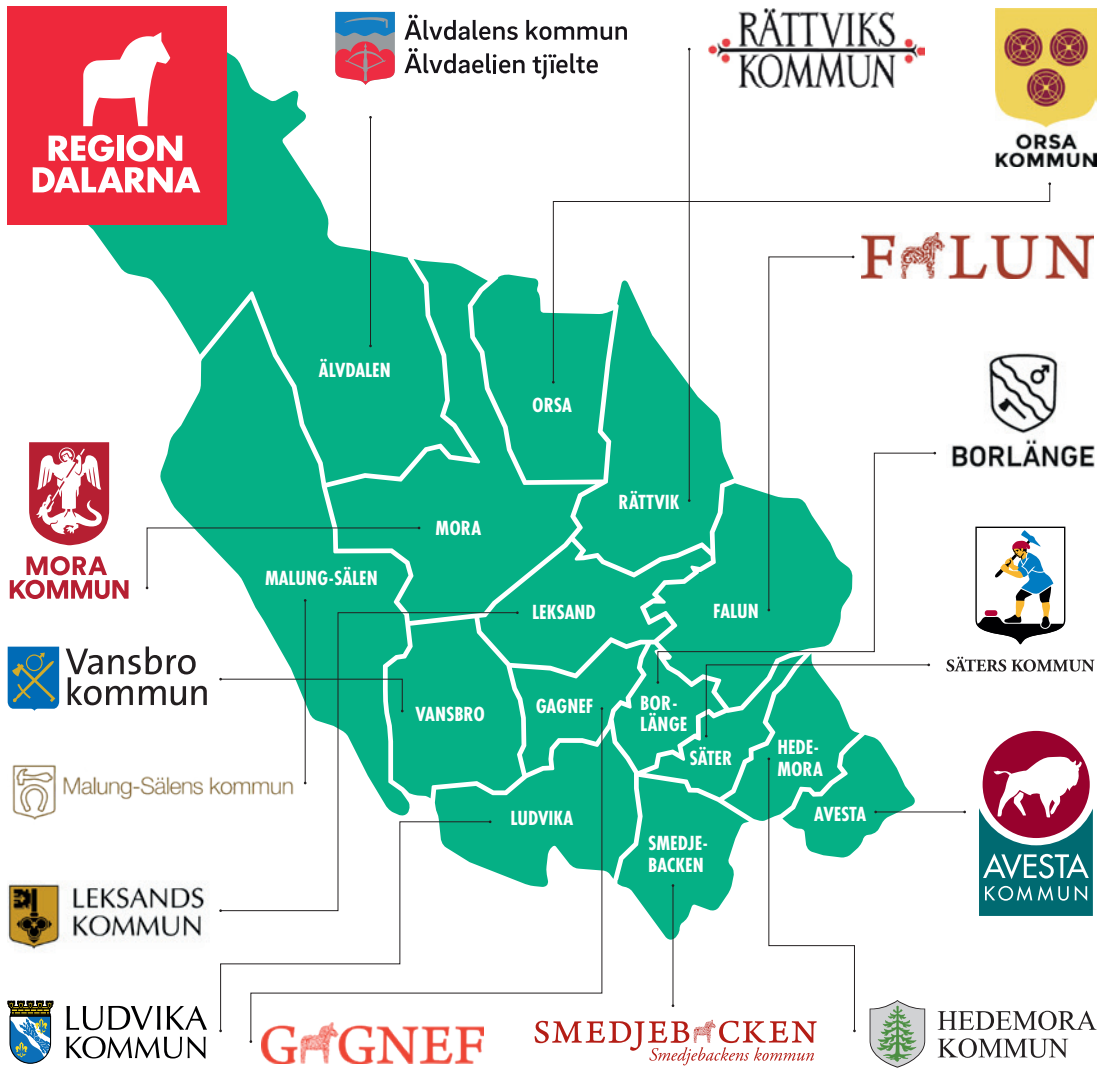 REGION
DALARNA
Älvdalens kommun
Älvdaelien tjïelte
RÄTTVIKS
KOMMUN
ORSA
KOMMUN
FALUN
BORLÄNGE
SÄTERS KOMMUN
AVESTA
KOMMUN
MORA
KOMMUN
Vansbro
kommun
Malung-Sälens kommun
LEKSANDS
KOMMUN
LUDVIKA
KOMMUN
GAGNEF
SMEDJEBACKEN
Smedjebackens kommun
HEDEMORA
KOMMUN
ÄLVDALEN
ORSA
RÄTTVIK
MORA
MALUNG-SÄLEN
LEKSAND
FALUN
VANSBRO
GAGNEF
BOR-
LÄNGE
SÄTER
HEDE-
MORA
LUDVIKA
AVESTA
SMEDJE-
BACKEN